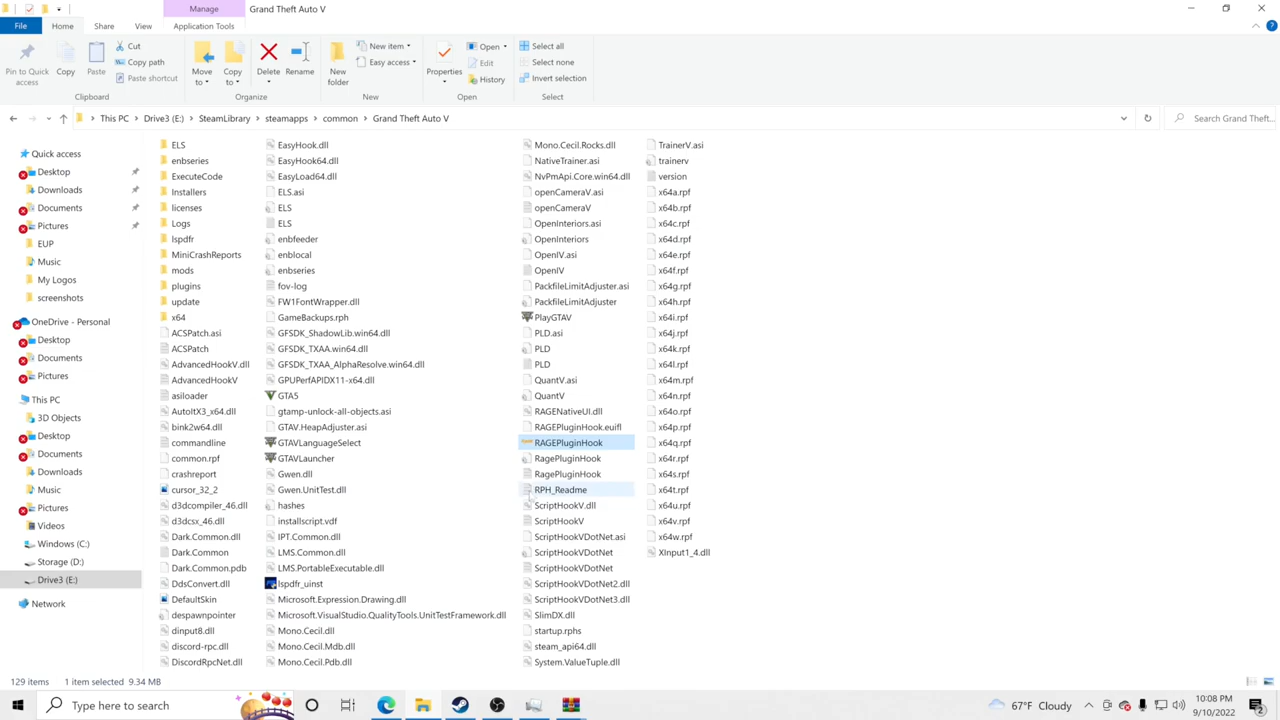 Manage
Grand Theft Auto V
File
Home
Share
View
Application Tools
Pin to Quick access
Copy
Paste
Cut
Copy path
Paste shortcut
Clipboard
Move to
Copy to
Delete
Rename
Organize
New folder
New item
Easy access
New
Properties
Open
Edit
History
Open
Select all
Select none
Invert selection
Select
This PC > Drive3 (E:) > SteamLibrary > steamapps > common > Grand Theft Auto V
Search Grand Theft...
Quick access
Desktop
Downloads
Documents
Pictures
EUP
Music
My Logos
screenshots
OneDrive - Personal
Desktop
Documents
Pictures
This PC
3D Objects
Desktop
Documents
Downloads
Music
Pictures
Videos
Windows (C:)
Storage (D:)
Drive3 (E:)
Network
ELS
enbseries
ExecuteCode
Installers
licenses
Logs
lspdfr
MiniCrashReports
mods
plugins
update
x64
ACSPatch.asi
ACSPatch
AdvancedHookV.dll
AdvancedHookV
asiloader
AutoItX3_x64.dll
bink2w64.dll
commandline
common.rpf
crashreport
cursor_32_2
d3dcompiler_46.dll
d3dcsx_46.dll
Dark.Common.dll
Dark.Common
Dark.Common.pdb
DdsConvert.dll
DefaultSkin
despawnpointer
dinput8.dll
discord-rpc.dll
DiscordRpcNet.dll
EasyHook.dll
EasyHook64.dll
EasyLoad64.dll
ELS.asi
ELS
ELS
enbfeeder
enblocal
enbseries
fov-log
FW1FontWrapper.dll
GameBackups.rph
GFSDK_ShadowLib.win64.dll
GFSDK_TXAA.win64.dll
GFSDK_TXAA_AlphaResolve.win64.dll
GPUPerfAPIDX11-x64.dll
GTA5
gtamp-unlock-all-objects.asi
GTAV.HeapAdjuster.asi
GTAVLanguageSelect
GTAVLauncher
Gwen.dll
Gwen.UnitTest.dll
hashes
installscript.vdf
IPT.Common.dll
LMS.Common.dll
LMS.PortableExecutable.dll
lspdfr_uinst
Microsoft.Expression.Drawing.dll
Microsoft.VisualStudio.QualityTools.UnitTestFramework.dll
Mono.Cecil.dll
Mono.Cecil.Mdb.dll
Mono.Cecil.Pdb.dll
Mono.Cecil.Rocks.dll
NativeTrainer.asi
NvPmApi.Core.win64.dll
openCameraV.asi
openCameraV
OpenInteriors.asi
OpenInteriors
OpenIV.asi
OpenIV
PackfileLimitAdjuster.asi
PackfileLimitAdjuster
PlayGTAV
PLD.asi
PLD
PLD
QuantV.asi
QuantV
RAGENativeUI.dll
RAGEPluginHook.euifl
RAGEPluginHook
RagePluginHook
RagePluginHook
RPH_Readme
ScriptHookV.dll
ScriptHookV
ScriptHookVDotNet.asi
ScriptHookVDotNet
ScriptHookVDotNet
ScriptHookVDotNet2.dll
ScriptHookVDotNet3.dll
SlimDX.dll
startup.rphs
steam_api64.dll
System.ValueTuple.dll
TrainerV.asi
trainerv
version
x64a.rpf
x64b.rpf
x64c.rpf
x64d.rpf
x64e.rpf
x64f.rpf
x64g.rpf
x64h.rpf
x64i.rpf
x64j.rpf
x64k.rpf
x64l.rpf
x64m.rpf
x64n.rpf
x64o.rpf
x64p.rpf
x64q.rpf
x64r.rpf
x64s.rpf
x64t.rpf
x64u.rpf
x64v.rpf
x64w.rpf
XInput1_4.dll
129 items
1 item selected 9.34 MB
Type here to search
67°F Cloudy
10:08 PM
9/10/2022
2